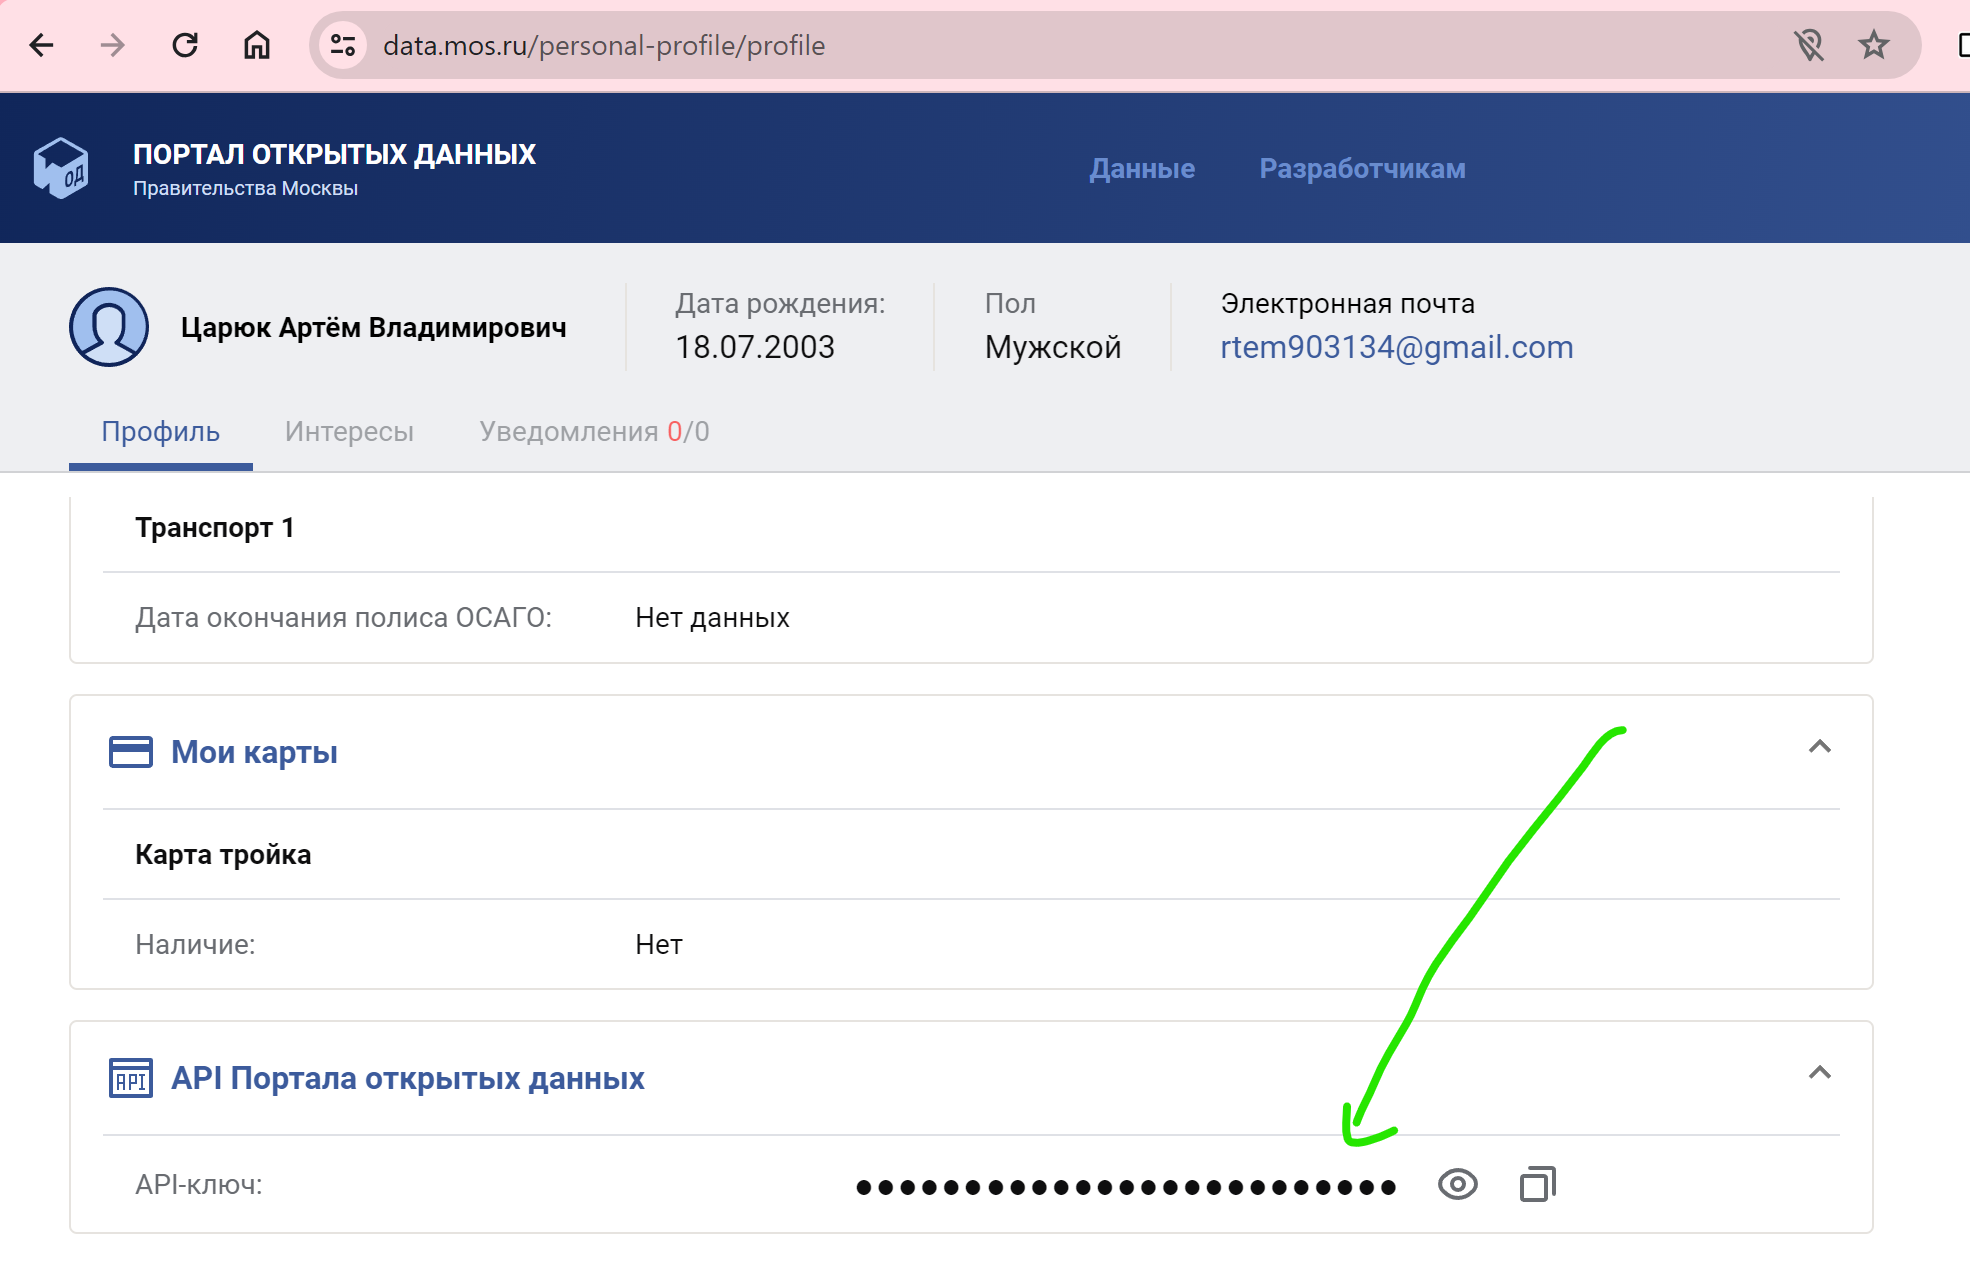 data.mos.ru/personal-profile/profile
ПОРТАЛ ОТКРЫТЫХ ДАННЫХ
Правительства Москвы
Данные
Разработчикам
ОД
Царюк Артём Владимирович
Дата рождения:
18.07.2003
Пол
Мужской
Электронная почта
rtem903134@gmail.com
Профиль
Интересы
Уведомления 0/0
Транспорт 1
Дата окончания полиса ОСАГО:
Нет данных
Мои карты
Карта тройка
Наличие:
Нет
API
API Портала открытых данных
API-ключ:
•••••••••••••••••••••••••